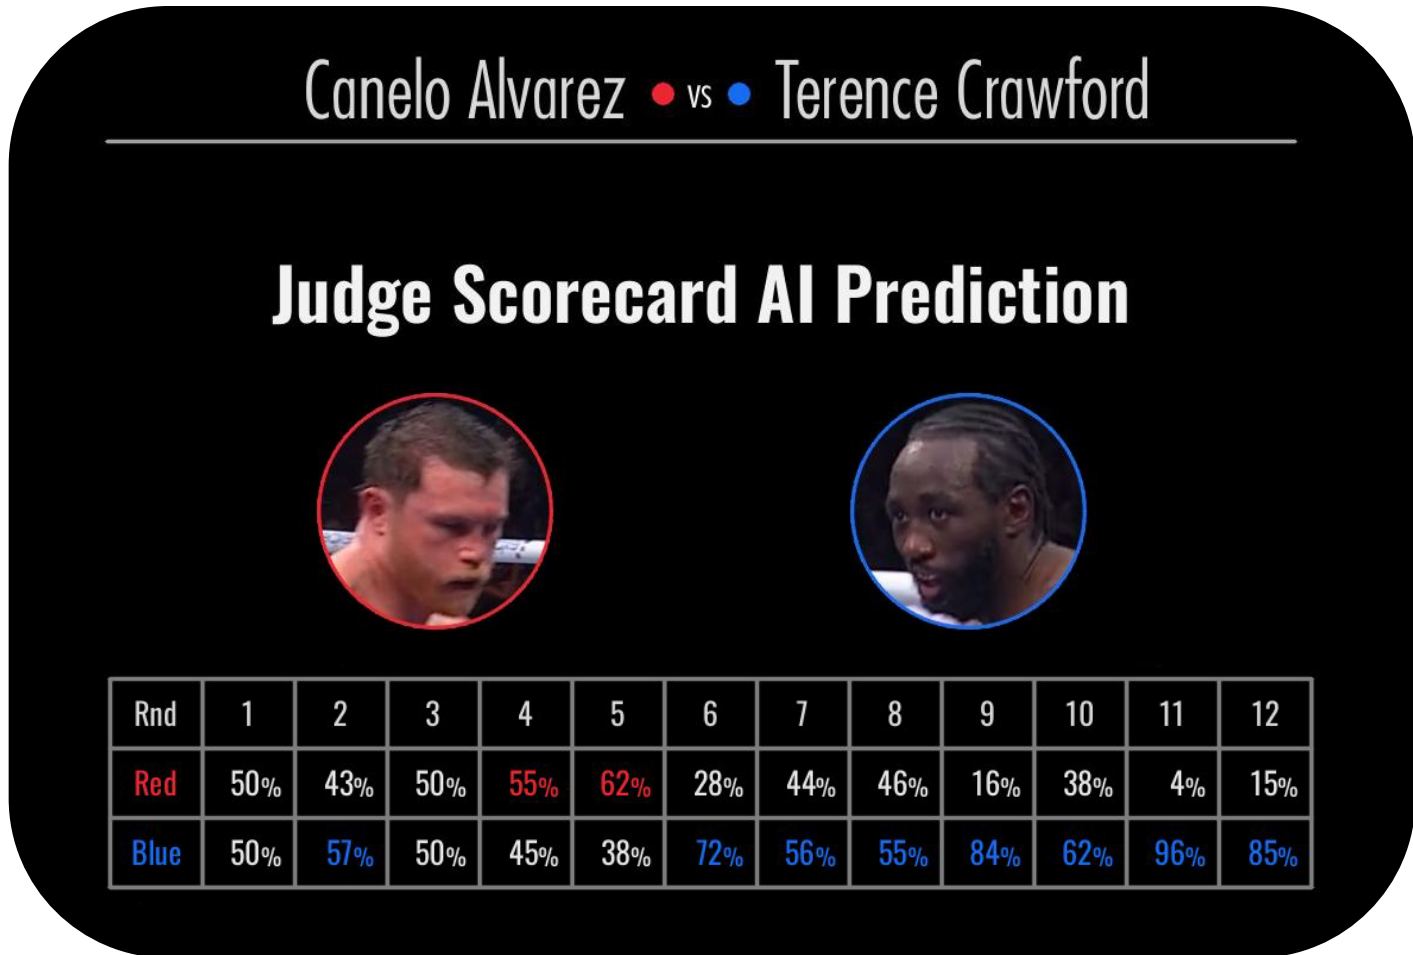 Canelo Alvarez vs Terence Crawford
Judge Scorecard AI Prediction
Rnd 1 2 3 4 5 6 7 8 9 10 11 12
Red 50% 43% 50% 55% 62% 28% 44% 46% 16% 38% 4% 15%
Blue 50% 57% 50% 45% 38% 72% 56% 55% 84% 62% 96% 85%